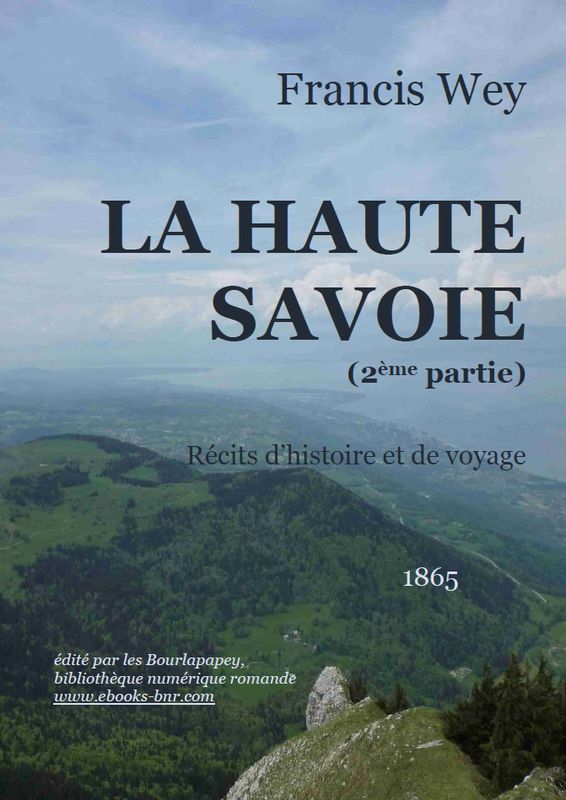 Francis Wey
LA HAUTE
SAVOIE
(2ème partie)
Récits d’histoire et de voyage
1865
édité par les Bourlapapey,
bibliothèque numérique romande
www.ebooks-bnr.com